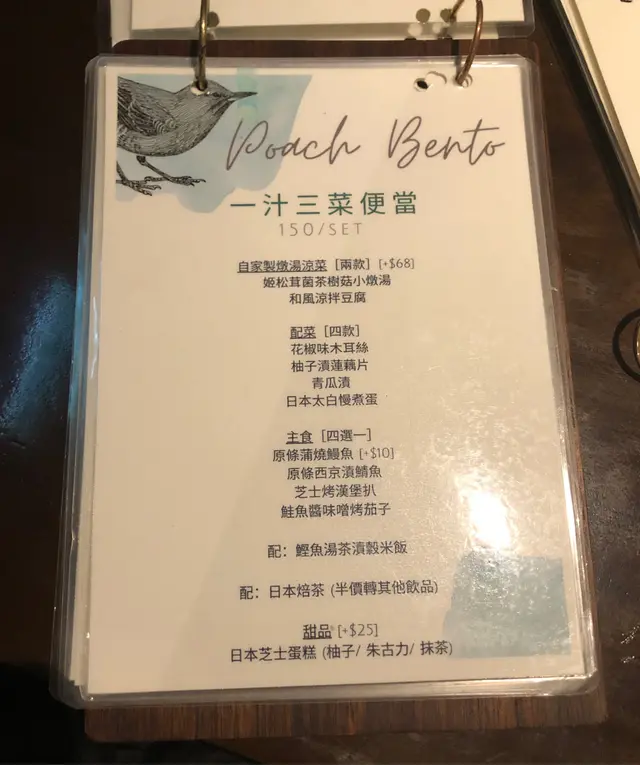 Poach Bento
一汁三菜便當
150/SET
自家製燉湯涼菜［兩款］[+$68]
姬松茸茵茶樹菇小燉湯
和風涼拌豆腐
配菜［四款］
花椒味木耳絲
柚子漬蓮藕片
青瓜漬
日本太白慢煮蛋
主食［四選一］
原條蒲燒鰻魚 [+$10]
原條西京漬鯖魚
芝士烤漢堡扒
鮭魚醬味噌烤茄子
配：鰹魚湯茶漬穀米飯
配：日本焙茶 (半價轉其他飲品)
甜品 [+$25]
日本芝士蛋糕 (柚子/ 朱古力/ 抹茶)